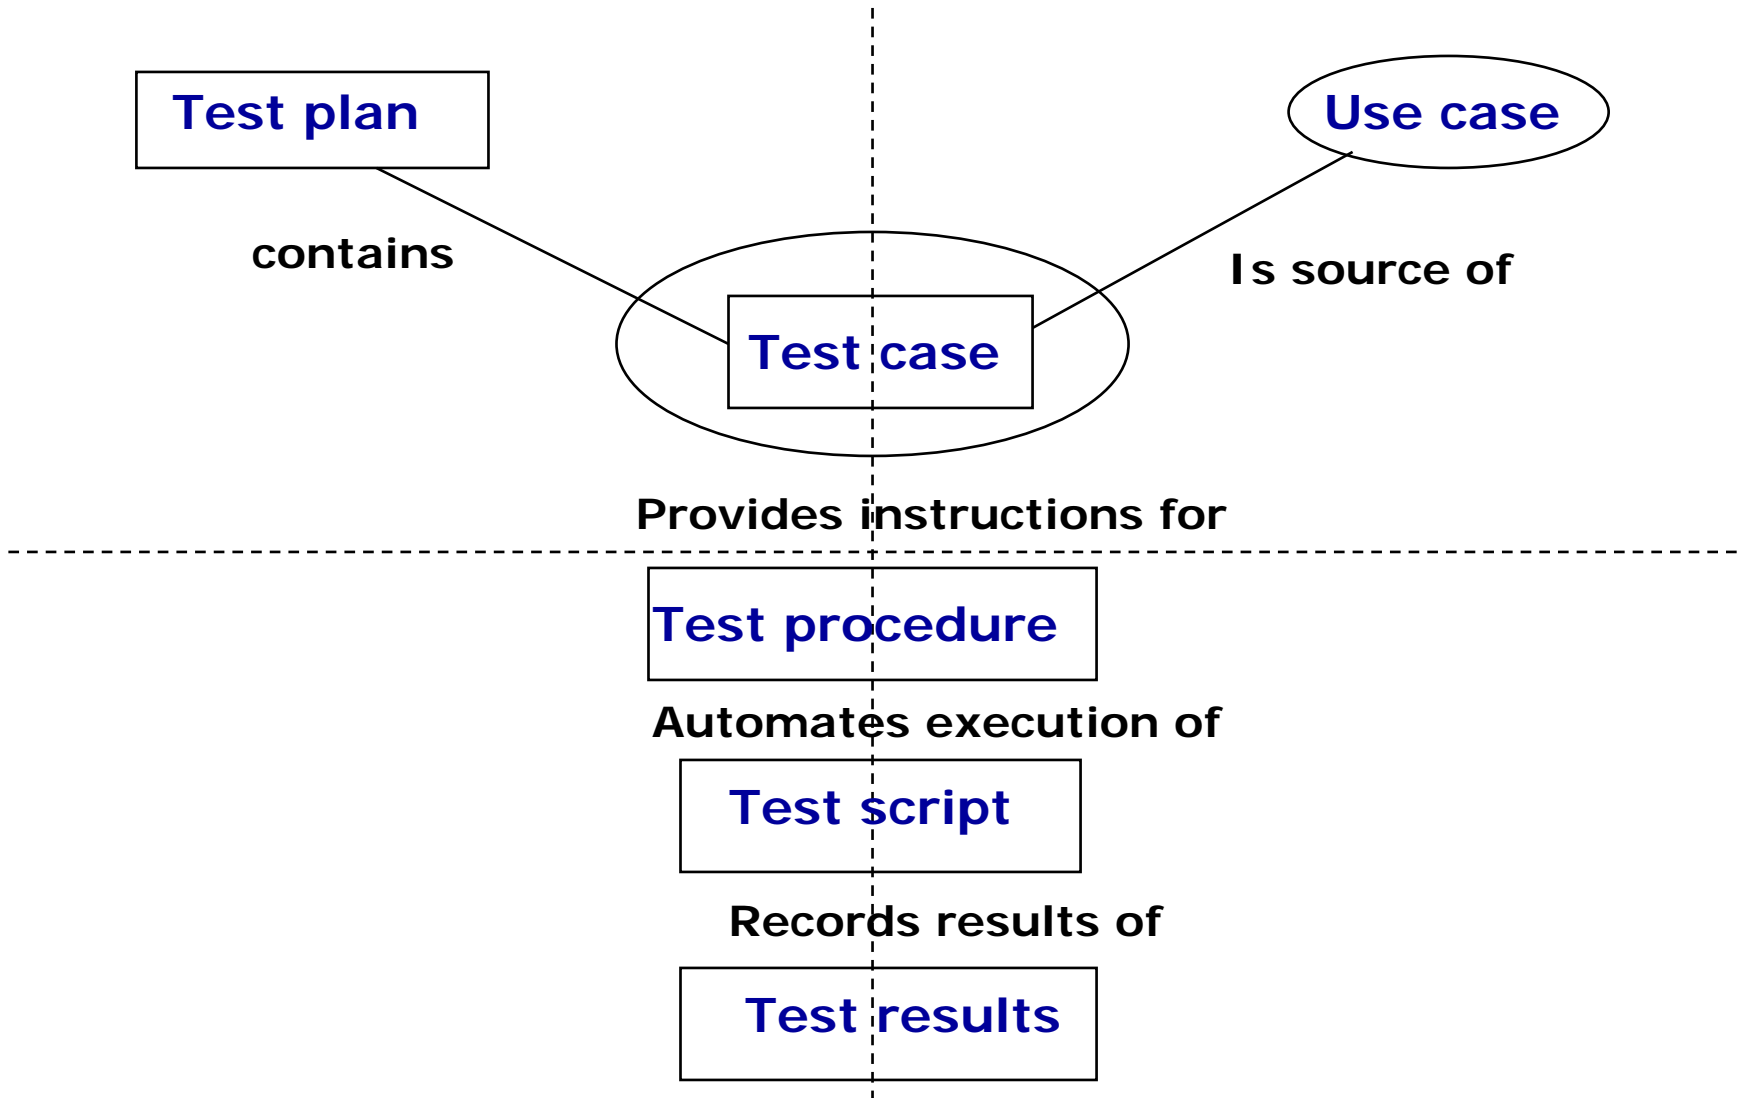 Test plan
Use case
contains
Is source of
Test case
Provides instructions for
Test procedure
Automates execution of
Test script
Records results of
Test results